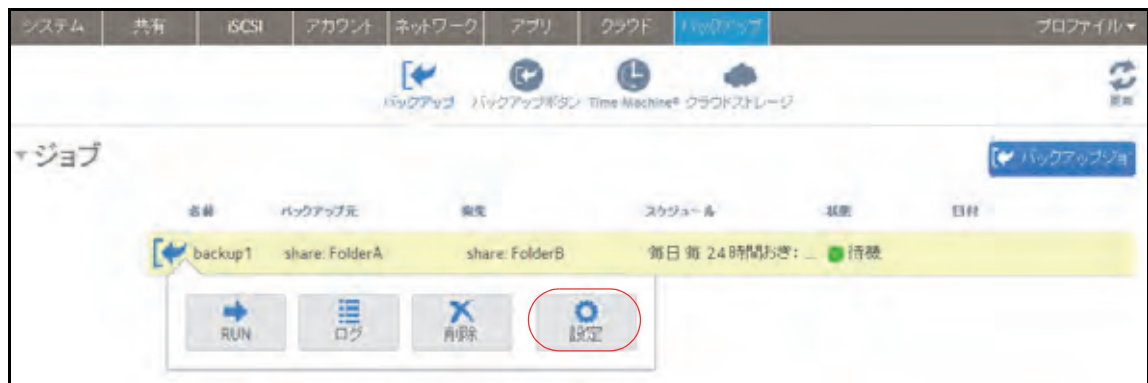 システム 共有 iSCSI アカウント ネットワーク アプリ クラウド バックアップ プロファイル
バックアップ バックアップボタン Time Machine® クラウドストレージ 更新
ジョブ バックアップジョ
名前 バックアップ元 宛先 スケジュール 状態 日付
backup1 share: FolderA share: FolderB 毎日 毎 24 時間おき: ... 待機
RUN ログ 削除 設定